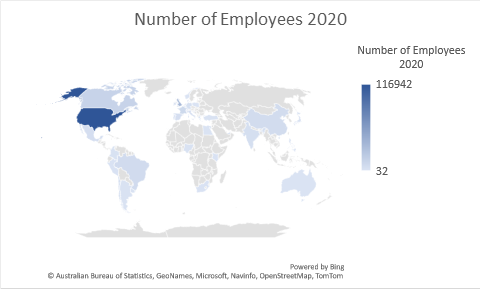 Number of Employees 2020
Number of Employees
2020
116942
32
Powered by Bing
© Australian Bureau of Statistics, GeoNames, Microsoft, Navinfo, OpenStreetMap, TomTom